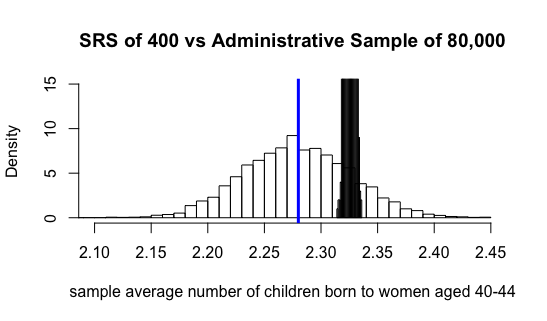 SRS of 400 vs Administrative Sample of 80,000
Density
15
10
5
0
2.10 2.15 2.20 2.25 2.30 2.35 2.40 2.45
sample average number of children born to women aged 40-44